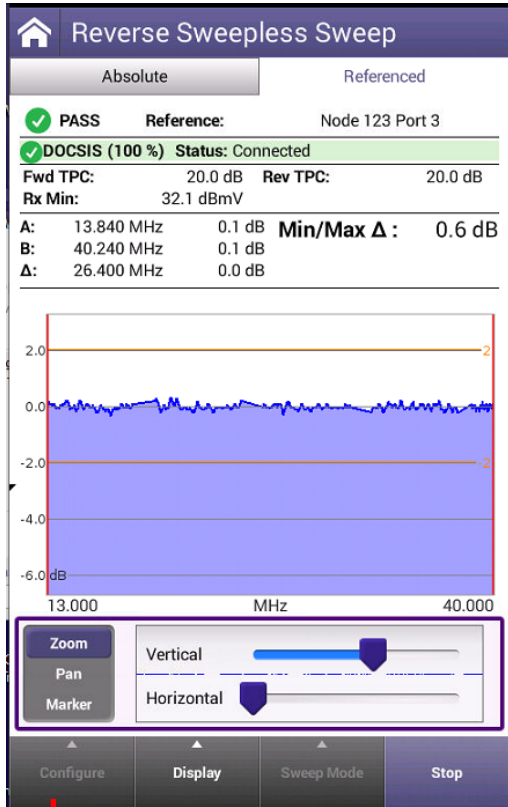 Reverse Sweepless Sweep
Absolute Referenced
PASS Reference: Node 123 Port 3
DOCSIS (100 %) Status: Connected
Fwd TPC: 20.0 dB Rev TPC: 20.0 dB
Rx Min: 32.1 dBmV
A: 13.840 MHz 0.1 dB Min/Max Δ : 0.6 dB
B: 40.240 MHz 0.1 dB
Δ: 26.400 MHz 0.0 dB
2.0 2
0.0
-2.0 -2
-4.0
-6.0 dB
13.000 MHz 40.000
Zoom
Vertical
Pan
Marker
Horizontal
Configure Display Sweep Mode Stop